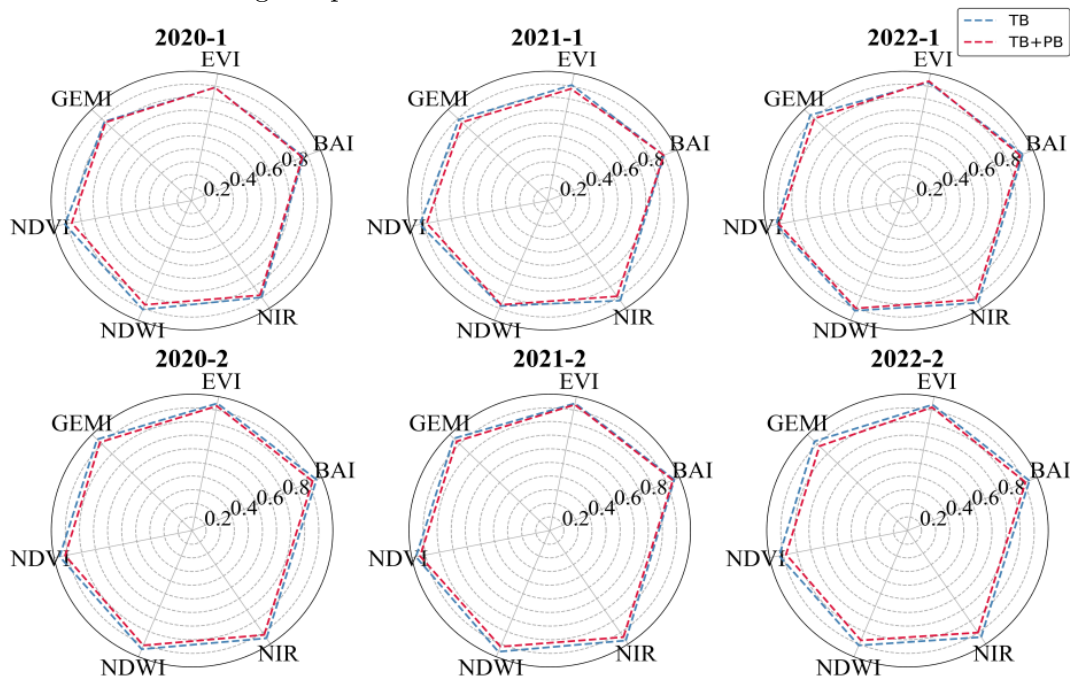 TB
TB+PB
2020-1
EVI
GEMI
BAI
0.2 0.4 0.6 0.8
NDVI
NDWI
NIR
2021-1
EVI
GEMI
BAI
0.2 0.4 0.6 0.8
NDVI
NDWI
NIR
2022-1
EVI
GEMI
BAI
0.2 0.4 0.6 0.8
NDVI
NDWI
NIR
2020-2
EVI
GEMI
BAI
0.2 0.4 0.6 0.8
NDVI
NDWI
NIR
2021-2
EVI
GEMI
BAI
0.2 0.4 0.6 0.8
NDVI
NDWI
NIR
2022-2
EVI
GEMI
BAI
0.2 0.4 0.6 0.8
NDVI
NDWI
NIR